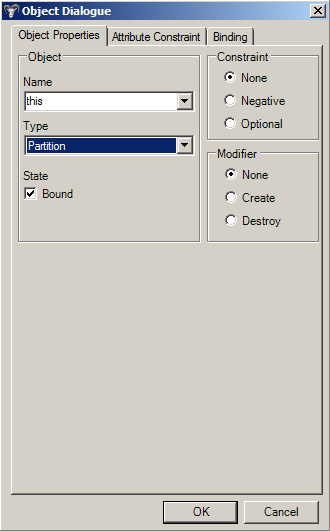 Object Dialogue
Object Properties Attribute Constraint Binding
Object
Name
this
Type
Partition
State
Bound
Constraint
None
Negative
Optional
Modifier
None
Create
Destroy
OK Cancel